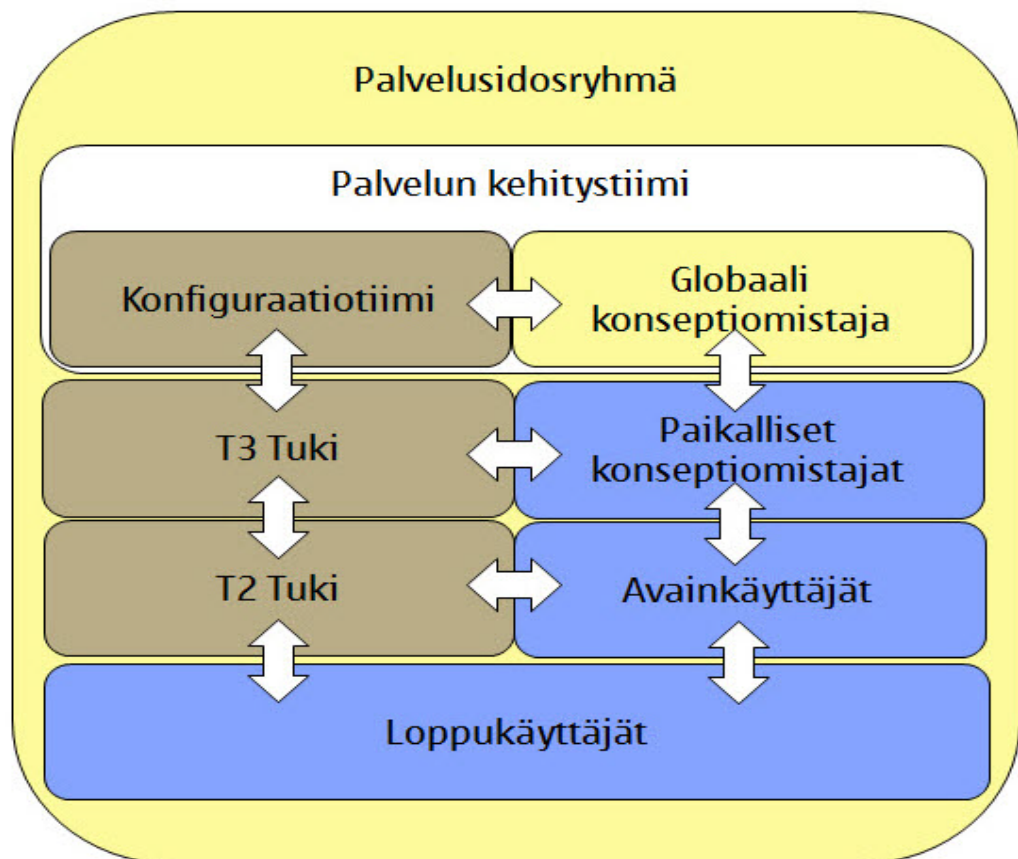 Palvelusidosryhmä
Palvelun kehitystiimi
Konfiguraatiotiimi
Globaali
konseptiomistaja
T3 Tuki
Paikalliset
konseptiomistajat
T2 Tuki
Avainkäyttäjät
Loppukäyttäjät